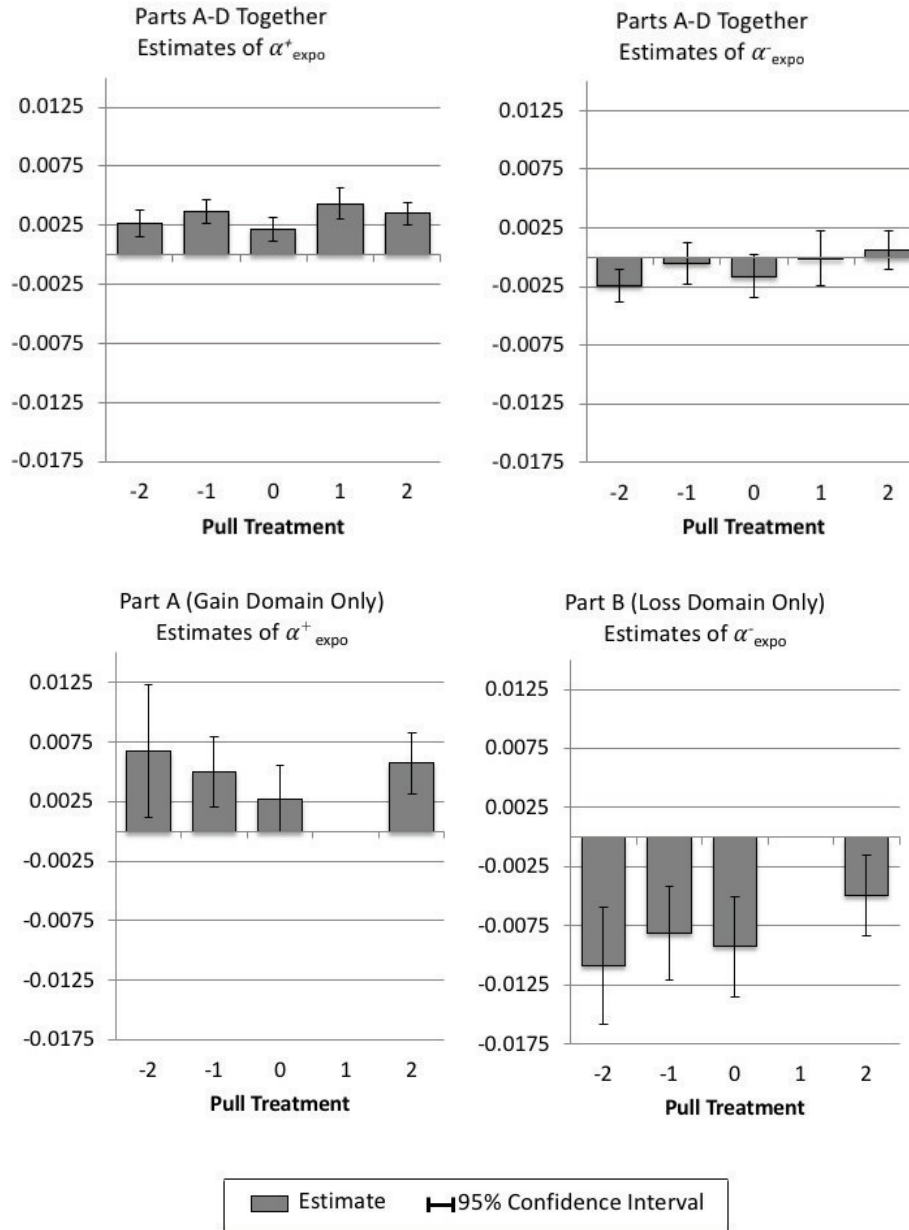 Parts A-D Together
Estimates of α⁺expo
0.0125
0.0075
0.0025
-0.0025
-0.0075
-0.0125
-0.0175
-2 -1 0 1 2
Pull Treatment
Parts A-D Together
Estimates of α⁻expo
0.0125
0.0075
0.0025
-0.0025
-0.0075
-0.0125
-0.0175
-2 -1 0 1 2
Pull Treatment
Part A (Gain Domain Only)
Estimates of α⁺expo
0.0125
0.0075
0.0025
-0.0025
-0.0075
-0.0125
-0.0175
-2 -1 0 1 2
Pull Treatment
Part B (Loss Domain Only)
Estimates of α⁻expo
0.0125
0.0075
0.0025
-0.0025
-0.0075
-0.0125
-0.0175
-2 -1 0 1 2
Pull Treatment
Estimate 95% Confidence Interval